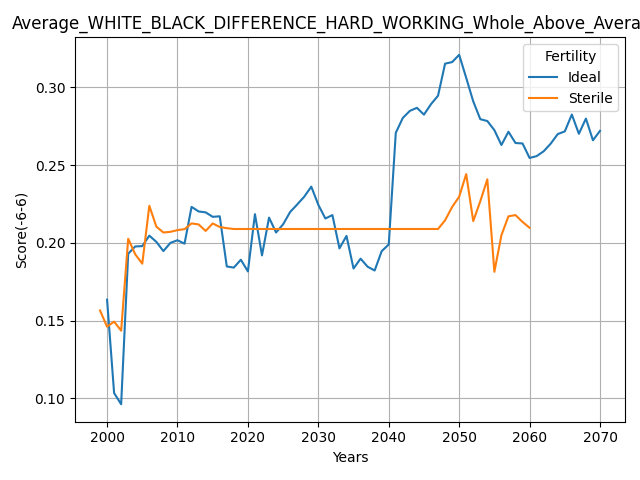 Average_WHITE_BLACK_DIFFERENCE_HARD_WORKING_Whole_Above_Avera
Fertility
Ideal
Sterile
0.30
0.25
0.20
0.15
0.10
Score(-6-6)
2000 2010 2020 2030 2040 2050 2060 2070
Years